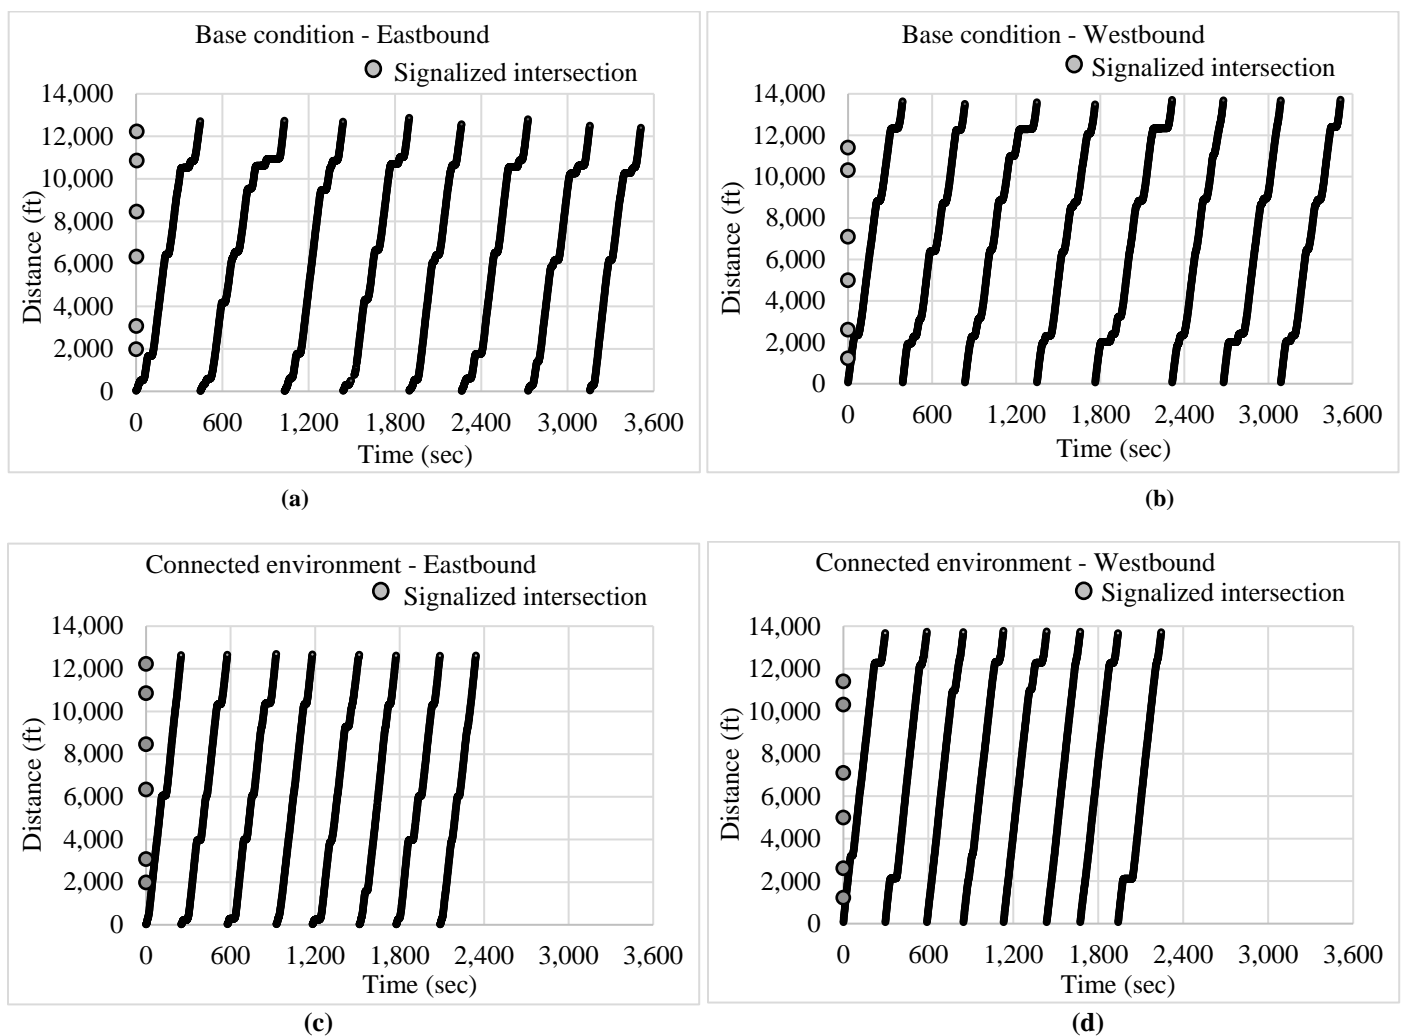 Base condition - Eastbound
Signalized intersection
14,000
12,000
10,000
8,000
6,000
4,000
2,000
0
Distance (ft)
0 600 1,200 1,800 2,400 3,000 3,600
Time (sec)
(a)
Base condition - Westbound
Signalized intersection
14,000
12,000
10,000
8,000
6,000
4,000
2,000
0
Distance (ft)
0 600 1,200 1,800 2,400 3,000 3,600
Time (sec)
(b)
Connected environment - Eastbound
Signalized intersection
14,000
12,000
10,000
8,000
6,000
4,000
2,000
0
Distance (ft)
0 600 1,200 1,800 2,400 3,000 3,600
Time (sec)
(c)
Connected environment - Westbound
Signalized intersection
14,000
12,000
10,000
8,000
6,000
4,000
2,000
0
Distance (ft)
0 600 1,200 1,800 2,400 3,000 3,600
Time (sec)
(d)